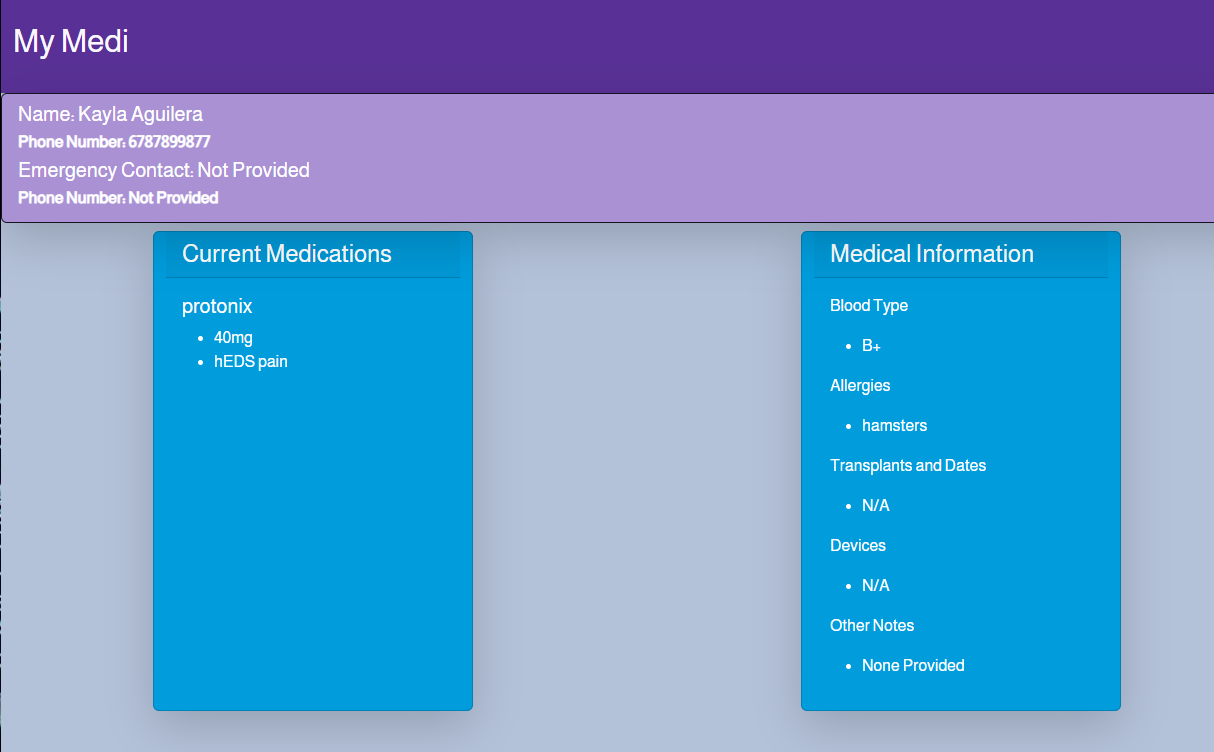 My Medi
Name: Kayla Aguilera
Phone Number: 6787899877
Emergency Contact: Not Provided
Phone Number: Not Provided
Current Medications
protonix
40mg
hEDS pain
Medical Information
Blood Type
B+
Allergies
hamsters
Transplants and Dates
N/A
Devices
N/A
Other Notes
None Provided